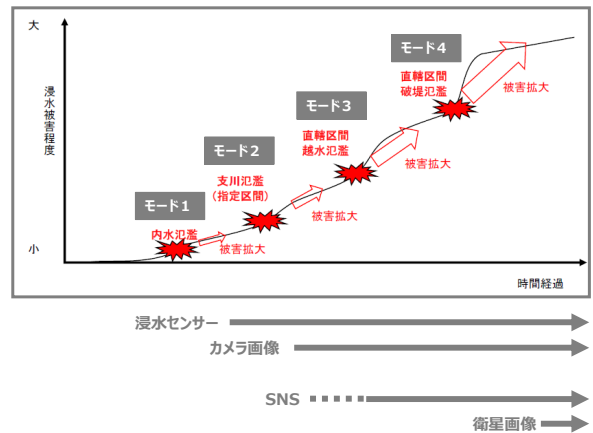 大
浸水被害程度
小
モード4
直轄区間
破堤氾濫
被害拡大
モード3
直轄区間
越水氾濫
被害拡大
モード2
支川氾濫
（指定区間）
被害拡大
モード1
内水氾濫
被害拡大
時間経過
浸水センサー
カメラ画像
SNS
衛星画像